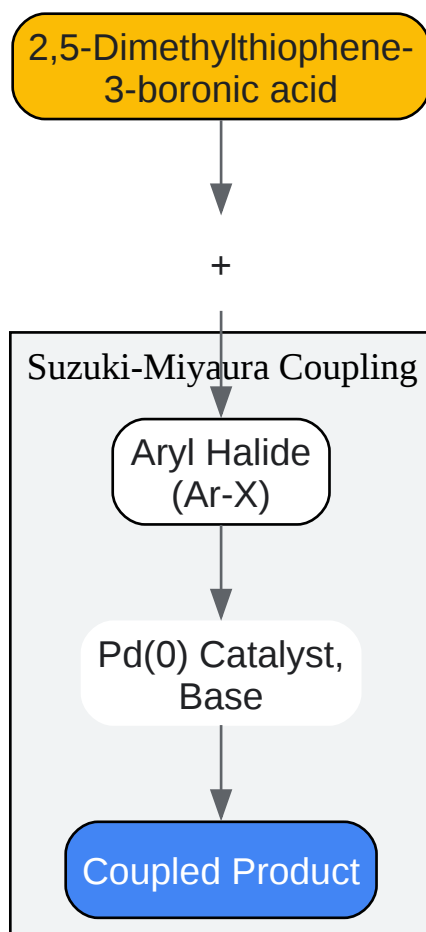 2,5-Dimethylthiophene-
3-boronic acid
+
Suzuki-Miyaura Coupling
Aryl Halide
(Ar-X)
Pd(0) Catalyst,
Base
Coupled Product